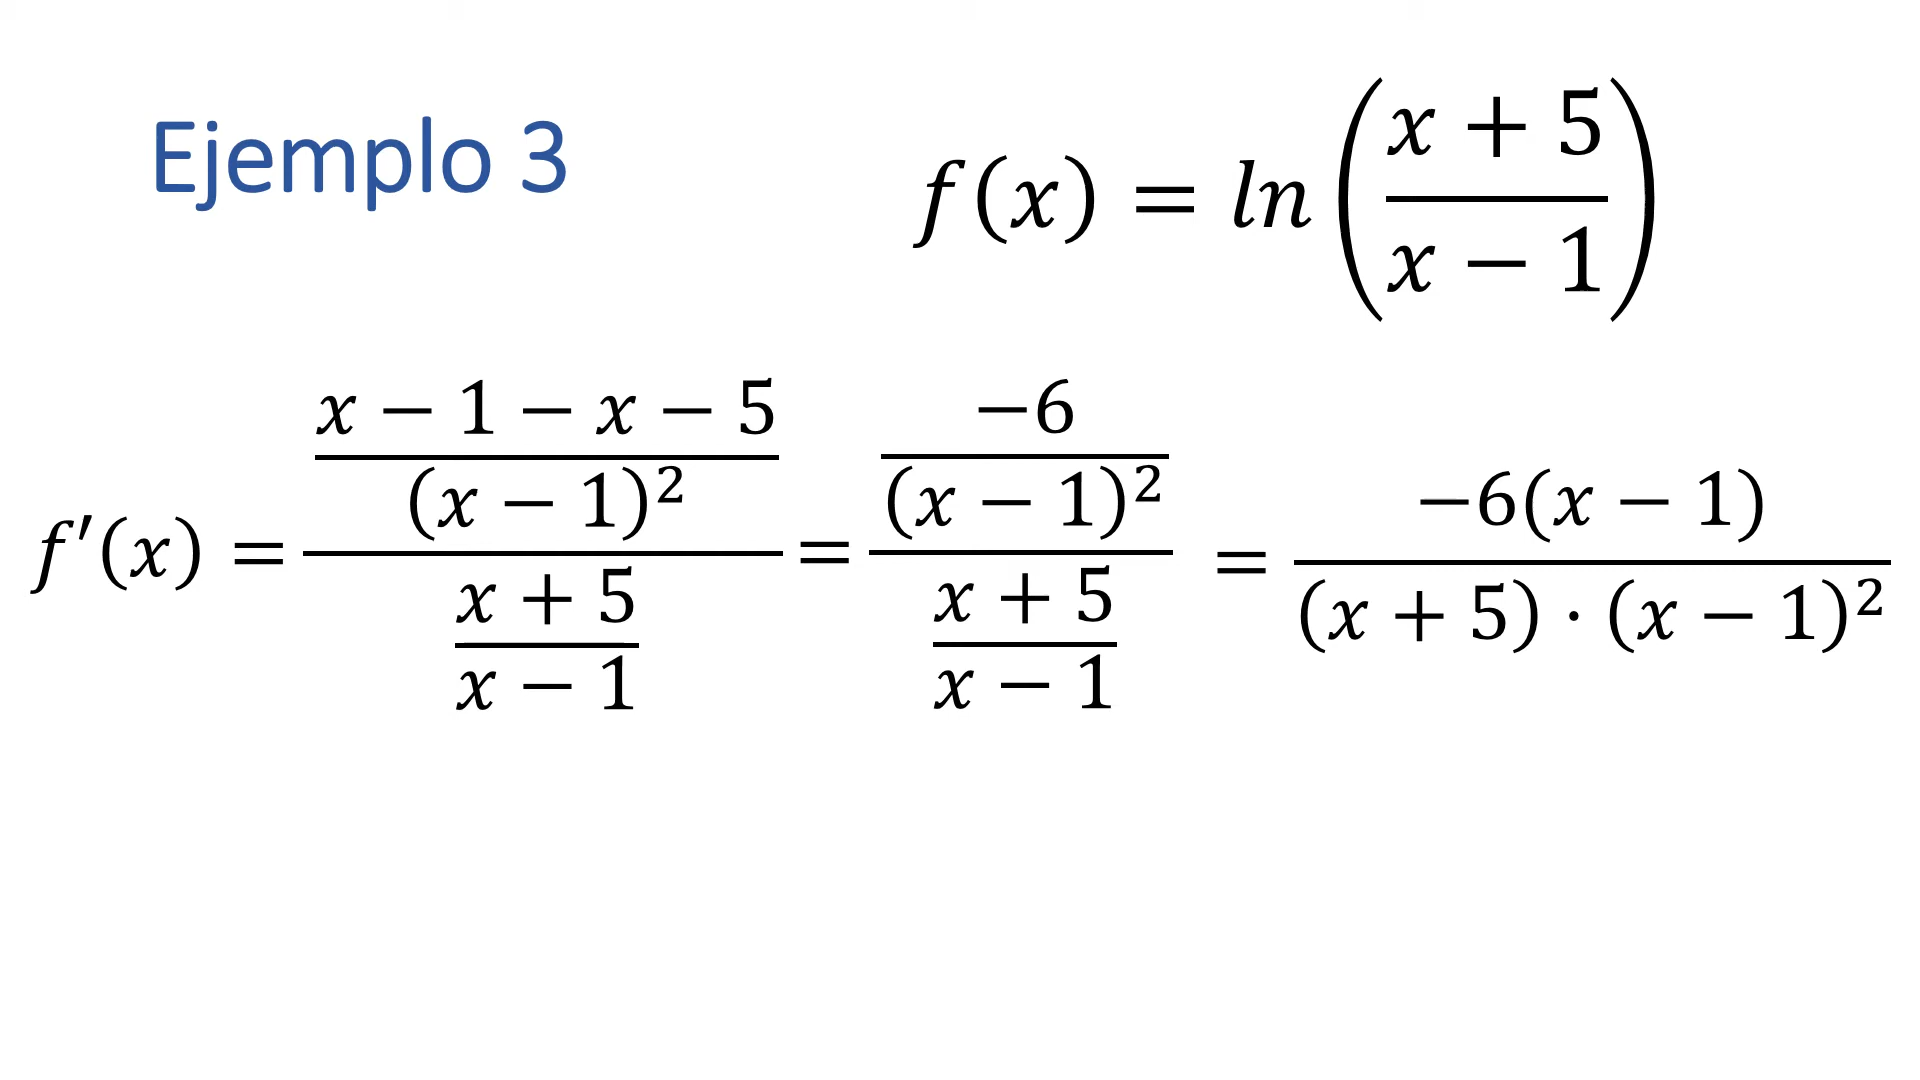 Ejemplo 3
f(x) = ln((x + 5)/(x − 1))
f′(x) = ((x − 1 − x − 5)/(x − 1)²)/((x + 5)/(x − 1)) = (−6/(x − 1)²)/((x + 5)/(x − 1)) = −6(x − 1)/((x + 5) · (x − 1)²)